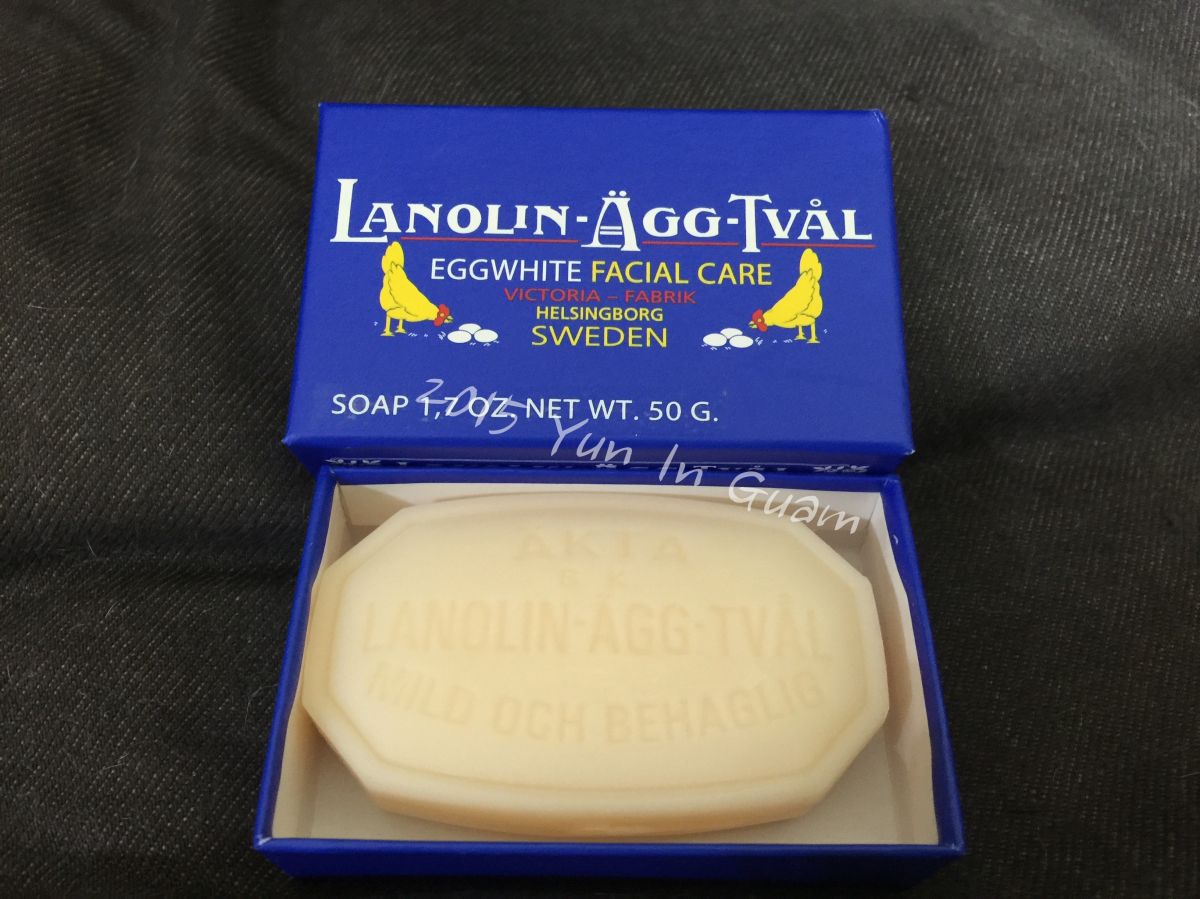 LANOLIN-ÄGG-TVÅL
EGGWHITE FACIAL CARE
VICTORIA – FABRIK
HELSINGBORG
SWEDEN
SOAP 1,7 OZ. NET WT. 50 G.
2015 Yun In Guam
ÄKTA
S K
LANOLIN-ÄGG-TVÅL
MILD OCH BEHAGLIG